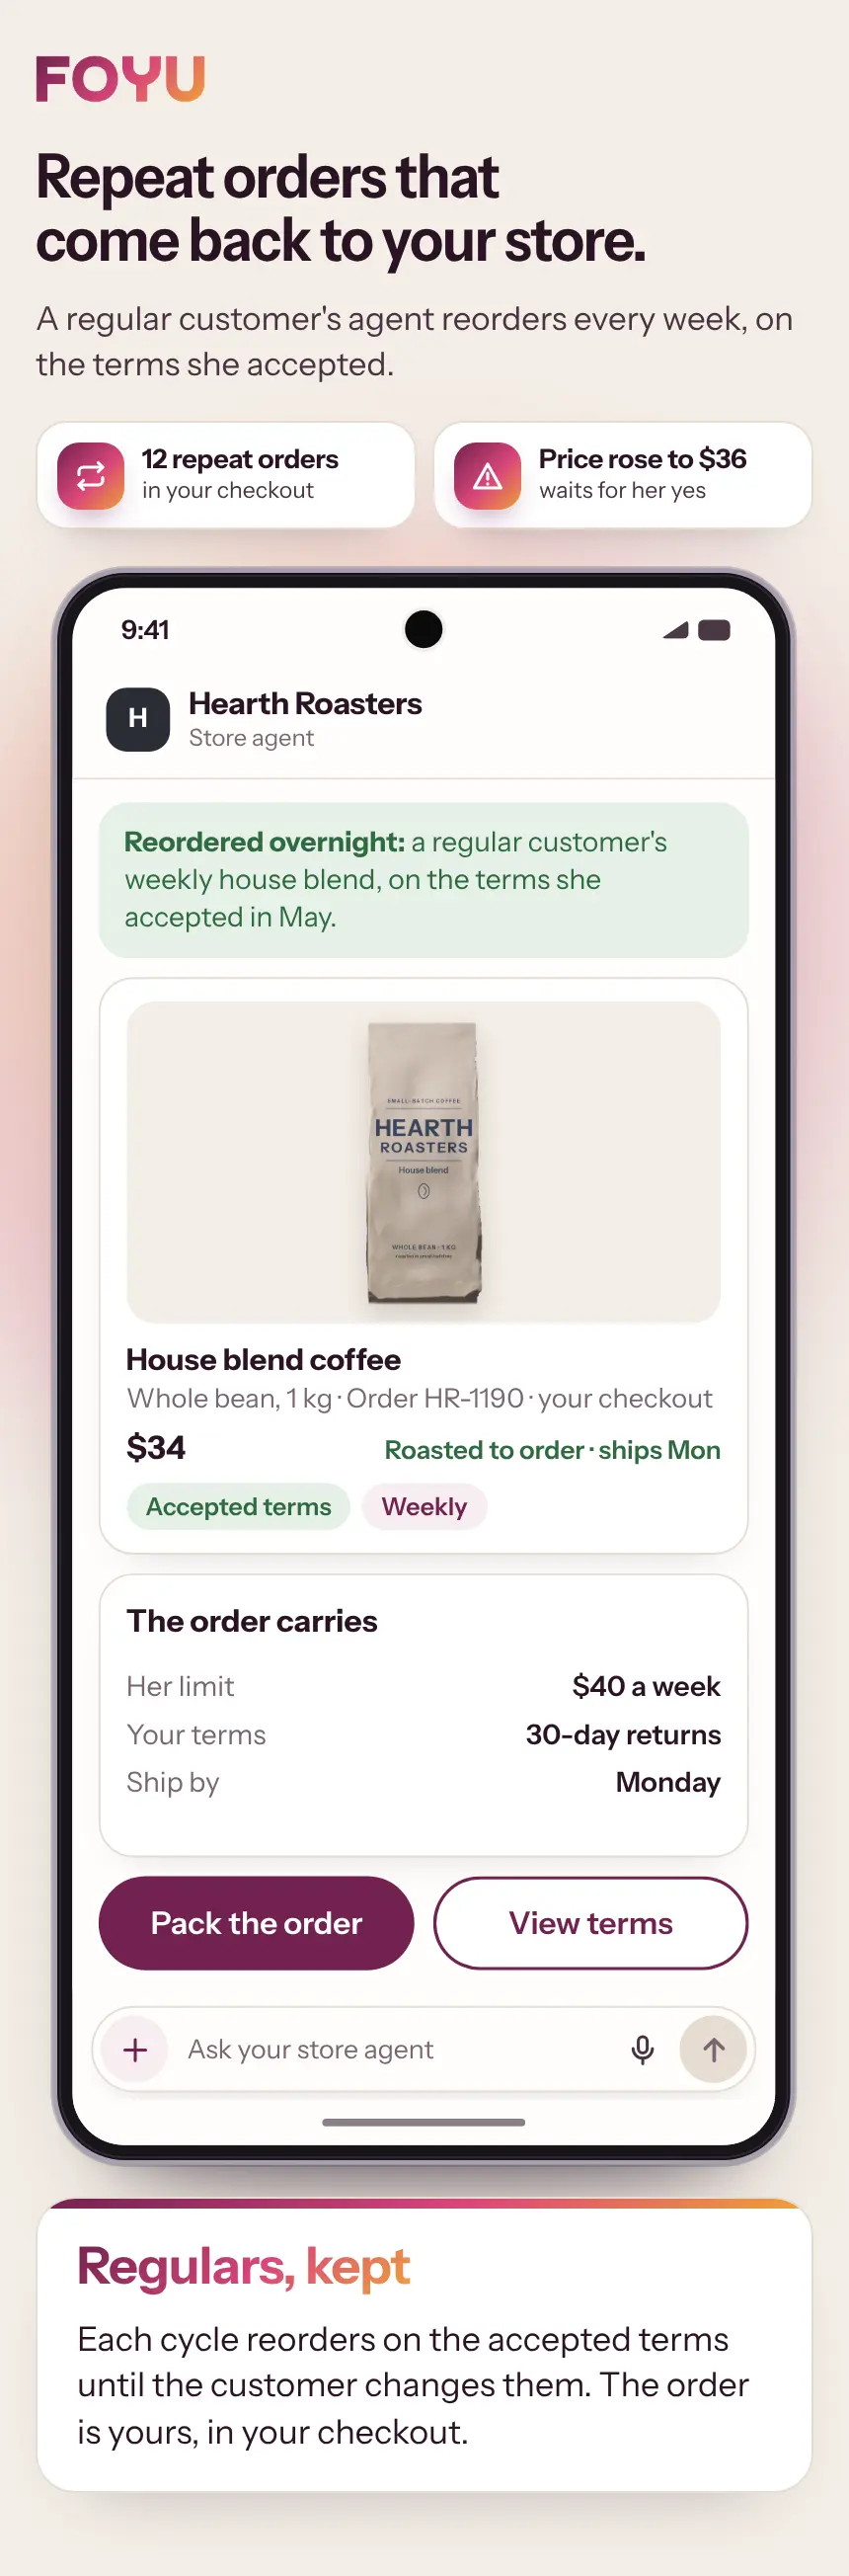 FOYU
Repeat orders that
come back to your store.
A regular customer's agent reorders every week, on
the terms she accepted.
12 repeat orders
in your checkout
Price rose to $36
waits for her yes
9:41
H
Hearth Roasters
Store agent
Reordered overnight: a regular customer's
weekly house blend, on the terms she
accepted in May.
SMALL-BATCH COFFEE
HEARTH
ROASTERS
House blend
WHOLE BEAN · 1 KG
House blend coffee
Whole bean, 1 kg · Order HR-1190 · your checkout
$34
Roasted to order · ships Mon
Accepted terms
Weekly
The order carries
Her limit
$40 a week
Your terms
30-day returns
Ship by
Monday
Pack the order
View terms
Ask your store agent
Regulars, kept
Each cycle reorders on the accepted terms
until the customer changes them. The order
is yours, in your checkout.